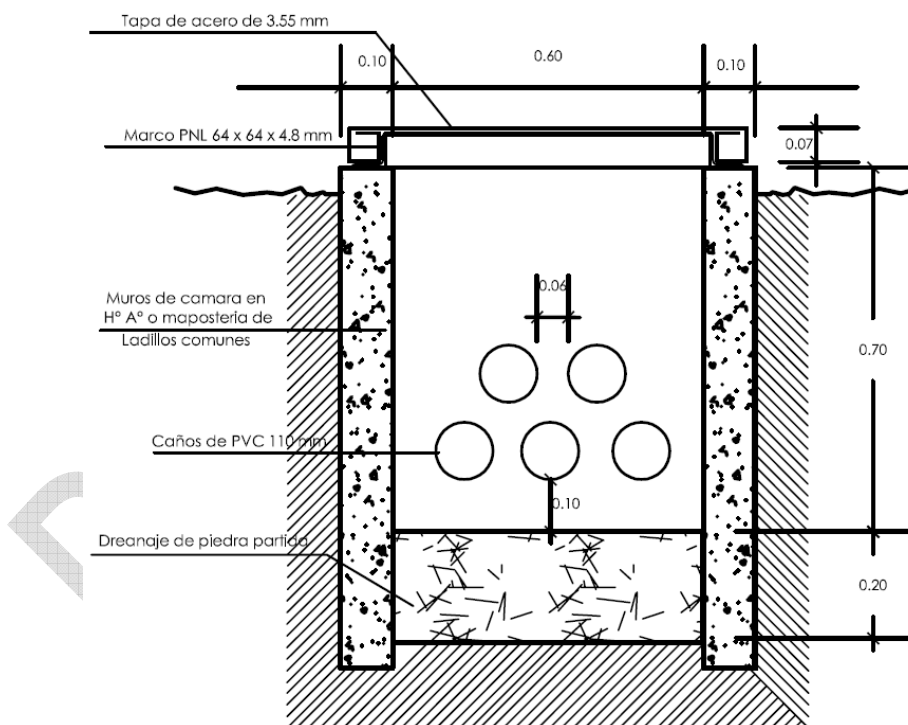 Tapa de acero de 3.55 mm
0.10
0.60
0.10
Marco PNL 64 x 64 x 4.8 mm
0.07
Muros de camara en
Hº Aº o maposteria de
Ladillos comunes
0.06
0.70
Caños de PVC 110 mm
0.10
Dreanaje de piedra partida
0.20